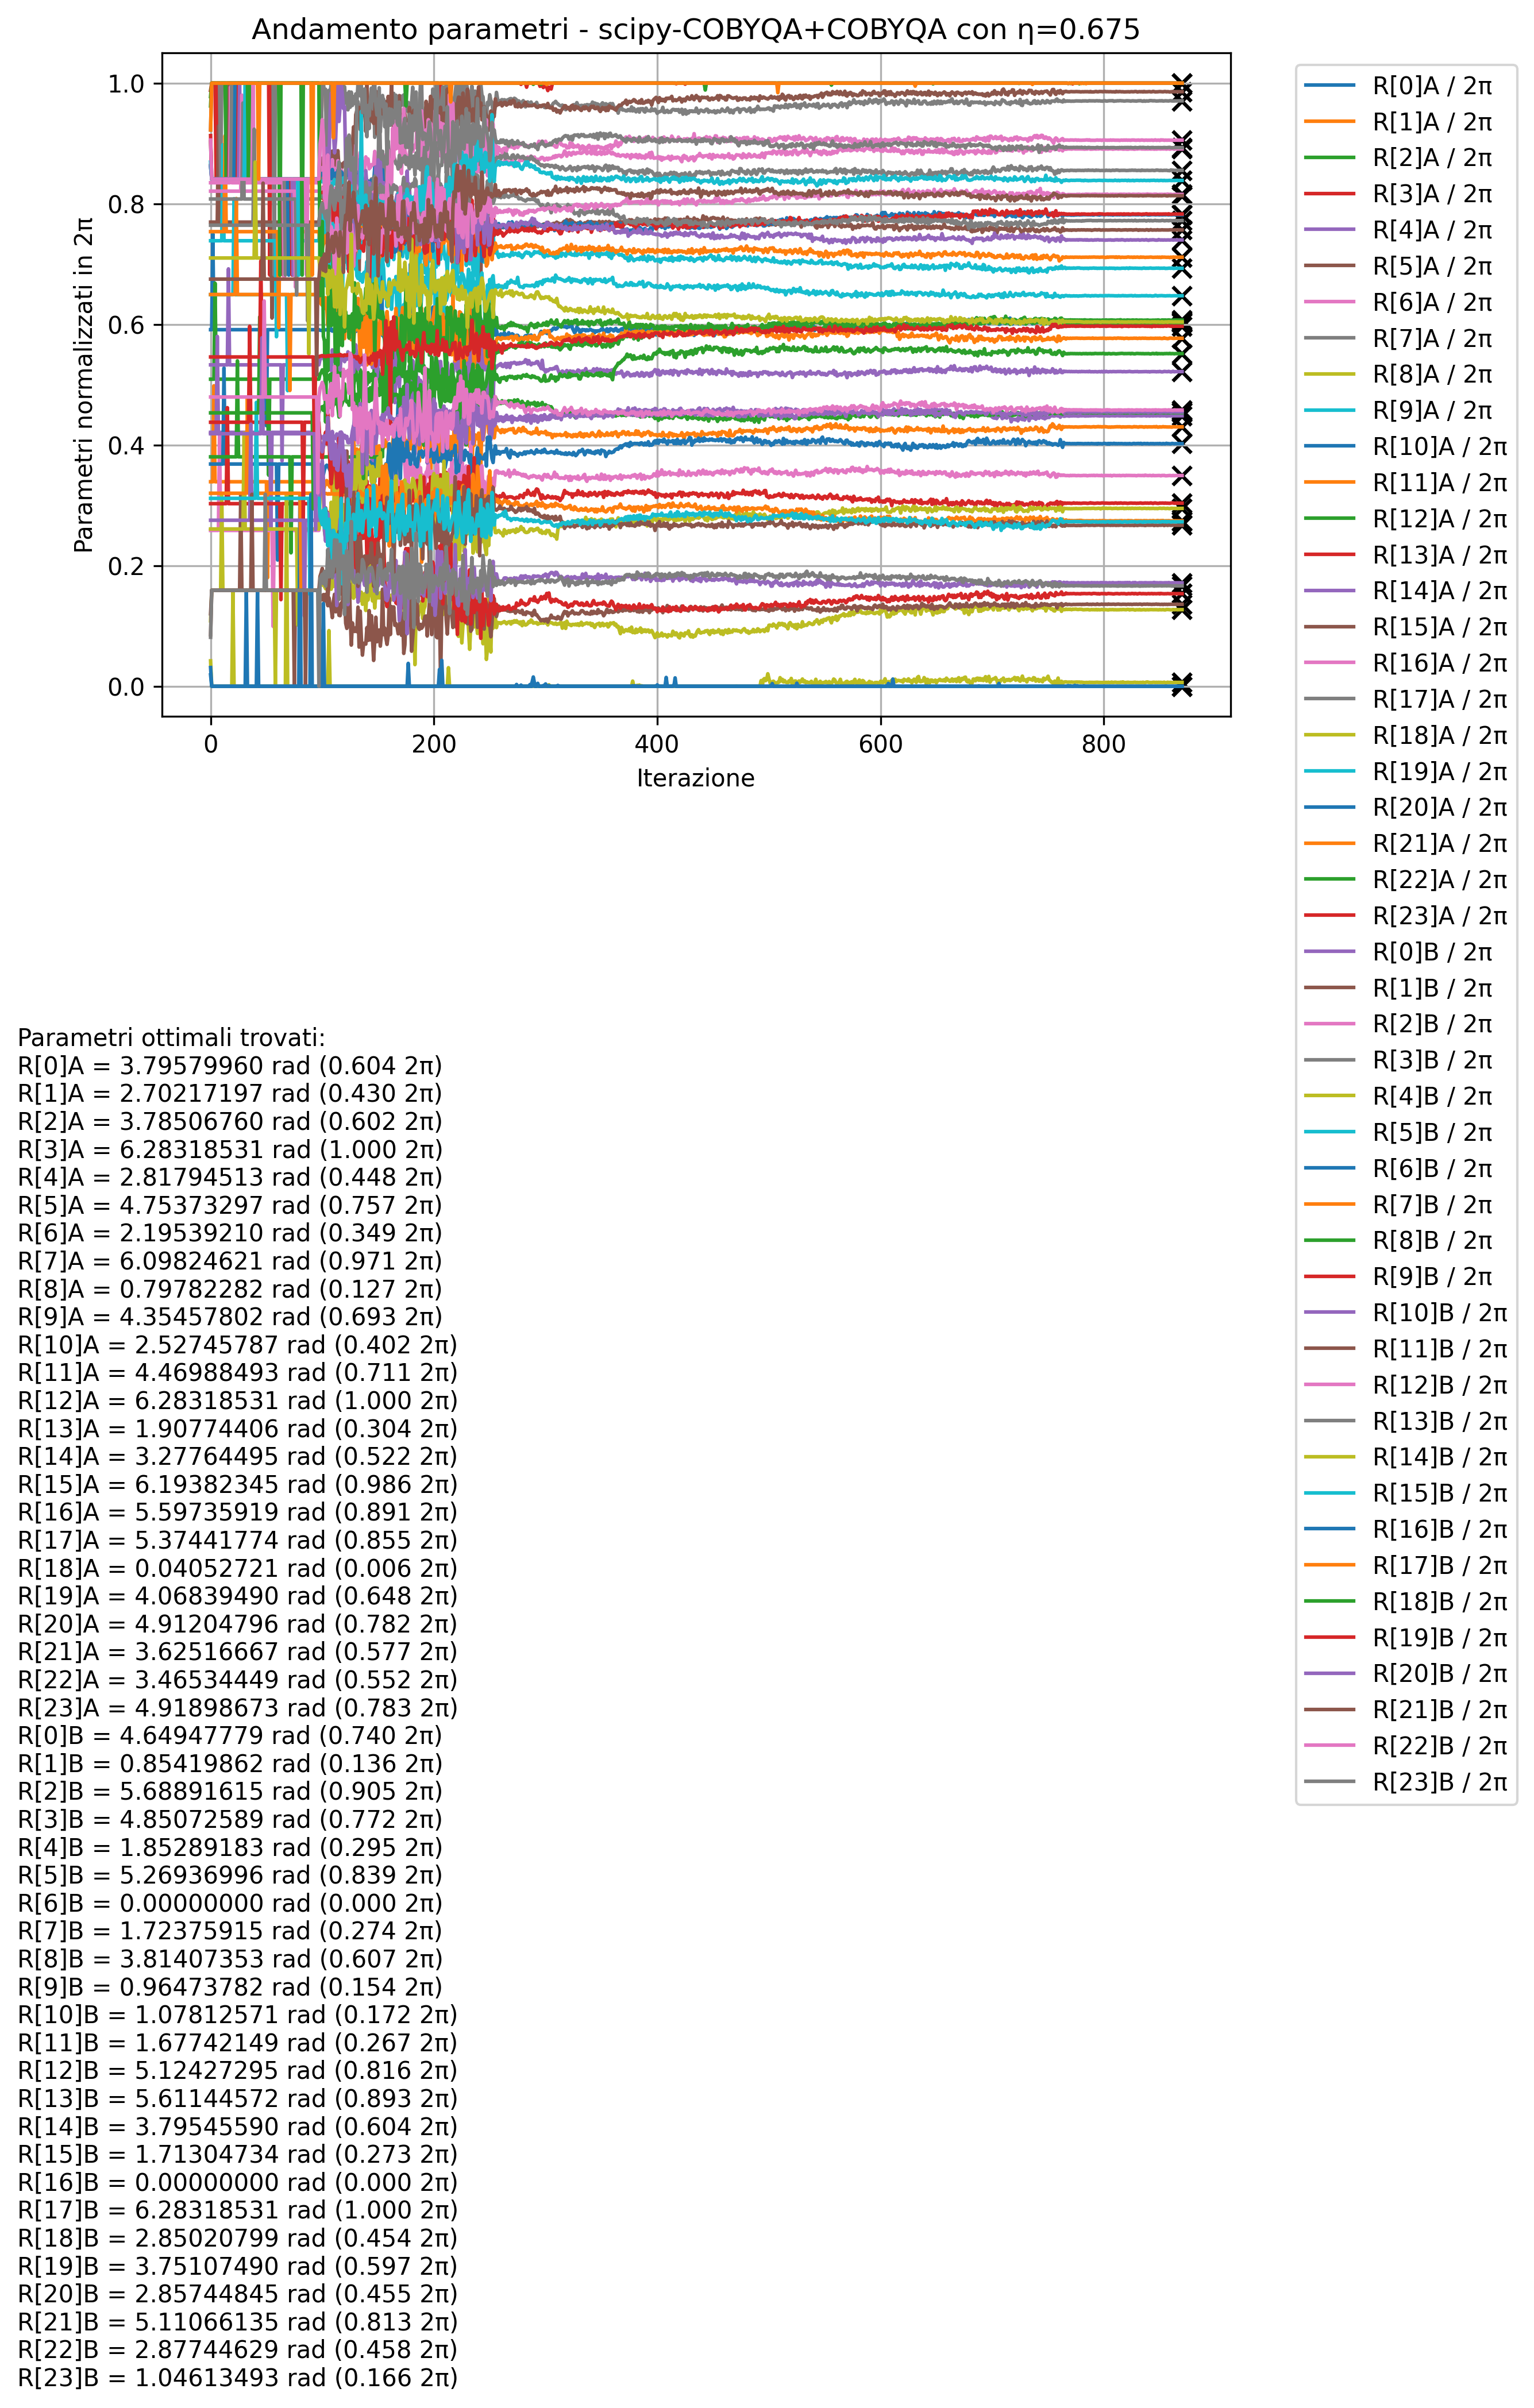 Andamento parametri - scipy-COBYQA+COBYQA con η=0.675
Parametri normalizzati in 2π
1.0
0.8
0.6
0.4
0.2
0.0
0 200 400 600 800
Iterazione
R[0]A / 2π
R[1]A / 2π
R[2]A / 2π
R[3]A / 2π
R[4]A / 2π
R[5]A / 2π
R[6]A / 2π
R[7]A / 2π
R[8]A / 2π
R[9]A / 2π
R[10]A / 2π
R[11]A / 2π
R[12]A / 2π
R[13]A / 2π
R[14]A / 2π
R[15]A / 2π
R[16]A / 2π
R[17]A / 2π
R[18]A / 2π
R[19]A / 2π
R[20]A / 2π
R[21]A / 2π
R[22]A / 2π
R[23]A / 2π
R[0]B / 2π
R[1]B / 2π
R[2]B / 2π
R[3]B / 2π
R[4]B / 2π
R[5]B / 2π
R[6]B / 2π
R[7]B / 2π
R[8]B / 2π
R[9]B / 2π
R[10]B / 2π
R[11]B / 2π
R[12]B / 2π
R[13]B / 2π
R[14]B / 2π
R[15]B / 2π
R[16]B / 2π
R[17]B / 2π
R[18]B / 2π
R[19]B / 2π
R[20]B / 2π
R[21]B / 2π
R[22]B / 2π
R[23]B / 2π
Parametri ottimali trovati:
R[0]A = 3.79579960 rad (0.604 2π)
R[1]A = 2.70217197 rad (0.430 2π)
R[2]A = 3.78506760 rad (0.602 2π)
R[3]A = 6.28318531 rad (1.000 2π)
R[4]A = 2.81794513 rad (0.448 2π)
R[5]A = 4.75373297 rad (0.757 2π)
R[6]A = 2.19539210 rad (0.349 2π)
R[7]A = 6.09824621 rad (0.971 2π)
R[8]A = 0.79782282 rad (0.127 2π)
R[9]A = 4.35457802 rad (0.693 2π)
R[10]A = 2.52745787 rad (0.402 2π)
R[11]A = 4.46988493 rad (0.711 2π)
R[12]A = 6.28318531 rad (1.000 2π)
R[13]A = 1.90774406 rad (0.304 2π)
R[14]A = 3.27764495 rad (0.522 2π)
R[15]A = 6.19382345 rad (0.986 2π)
R[16]A = 5.59735919 rad (0.891 2π)
R[17]A = 5.37441774 rad (0.855 2π)
R[18]A = 0.04052721 rad (0.006 2π)
R[19]A = 4.06839490 rad (0.648 2π)
R[20]A = 4.91204796 rad (0.782 2π)
R[21]A = 3.62516667 rad (0.577 2π)
R[22]A = 3.46534449 rad (0.552 2π)
R[23]A = 4.91898673 rad (0.783 2π)
R[0]B = 4.64947779 rad (0.740 2π)
R[1]B = 0.85419862 rad (0.136 2π)
R[2]B = 5.68891615 rad (0.905 2π)
R[3]B = 4.85072589 rad (0.772 2π)
R[4]B = 1.85289183 rad (0.295 2π)
R[5]B = 5.26936996 rad (0.839 2π)
R[6]B = 0.00000000 rad (0.000 2π)
R[7]B = 1.72375915 rad (0.274 2π)
R[8]B = 3.81407353 rad (0.607 2π)
R[9]B = 0.96473782 rad (0.154 2π)
R[10]B = 1.07812571 rad (0.172 2π)
R[11]B = 1.67742149 rad (0.267 2π)
R[12]B = 5.12427295 rad (0.816 2π)
R[13]B = 5.61144572 rad (0.893 2π)
R[14]B = 3.79545590 rad (0.604 2π)
R[15]B = 1.71304734 rad (0.273 2π)
R[16]B = 0.00000000 rad (0.000 2π)
R[17]B = 6.28318531 rad (1.000 2π)
R[18]B = 2.85020799 rad (0.454 2π)
R[19]B = 3.75107490 rad (0.597 2π)
R[20]B = 2.85744845 rad (0.455 2π)
R[21]B = 5.11066135 rad (0.813 2π)
R[22]B = 2.87744629 rad (0.458 2π)
R[23]B = 1.04613493 rad (0.166 2π)